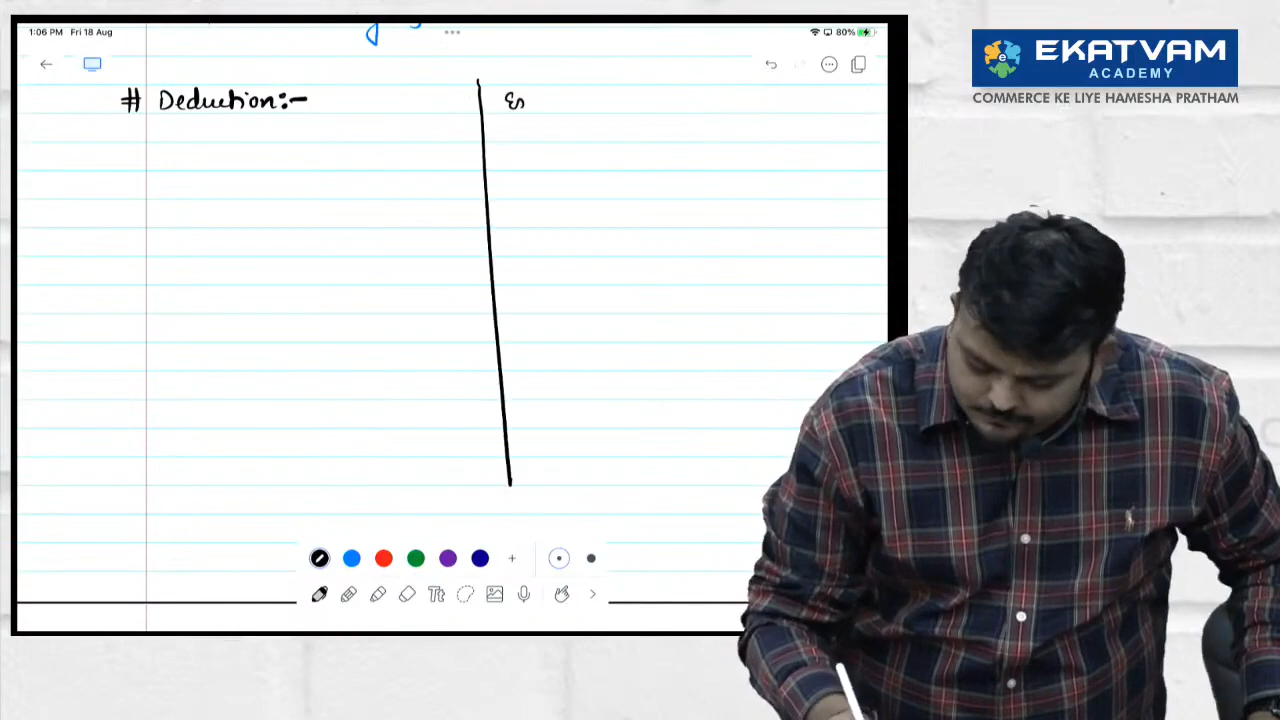 1:06 PM Fri 18 Aug
80%
# Deduction:-
EKATVAM
ACADEMY
COMMERCE KE LIYE HAMESHA PRATHAM